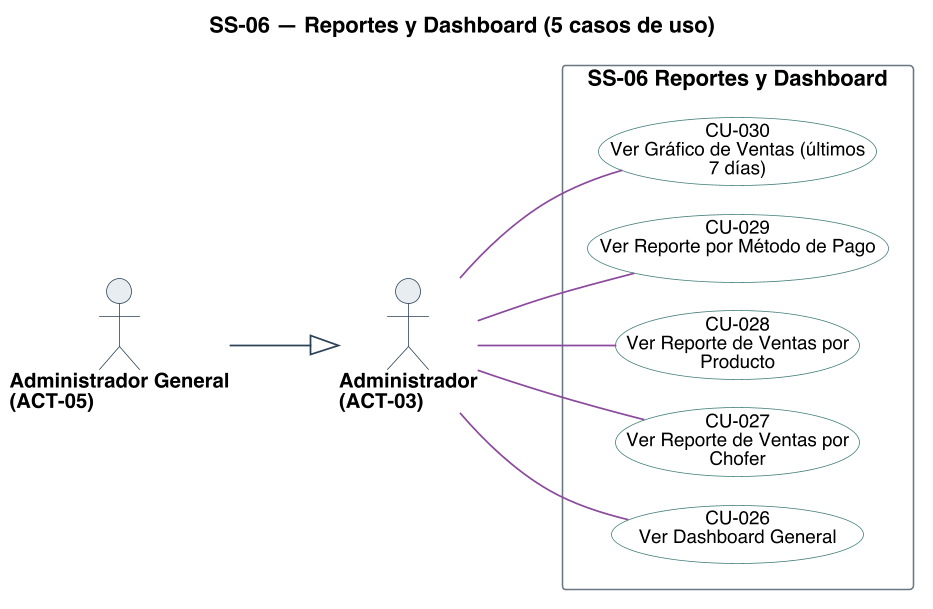 SS-06 — Reportes y Dashboard (5 casos de uso)
SS-06 Reportes y Dashboard
CU-030
Ver Gráfico de Ventas (últimos
7 días)
CU-029
Ver Reporte por Método de Pago
CU-028
Ver Reporte de Ventas por
Producto
CU-027
Ver Reporte de Ventas por
Chofer
CU-026
Ver Dashboard General
Administrador General
(ACT-05)
Administrador
(ACT-03)